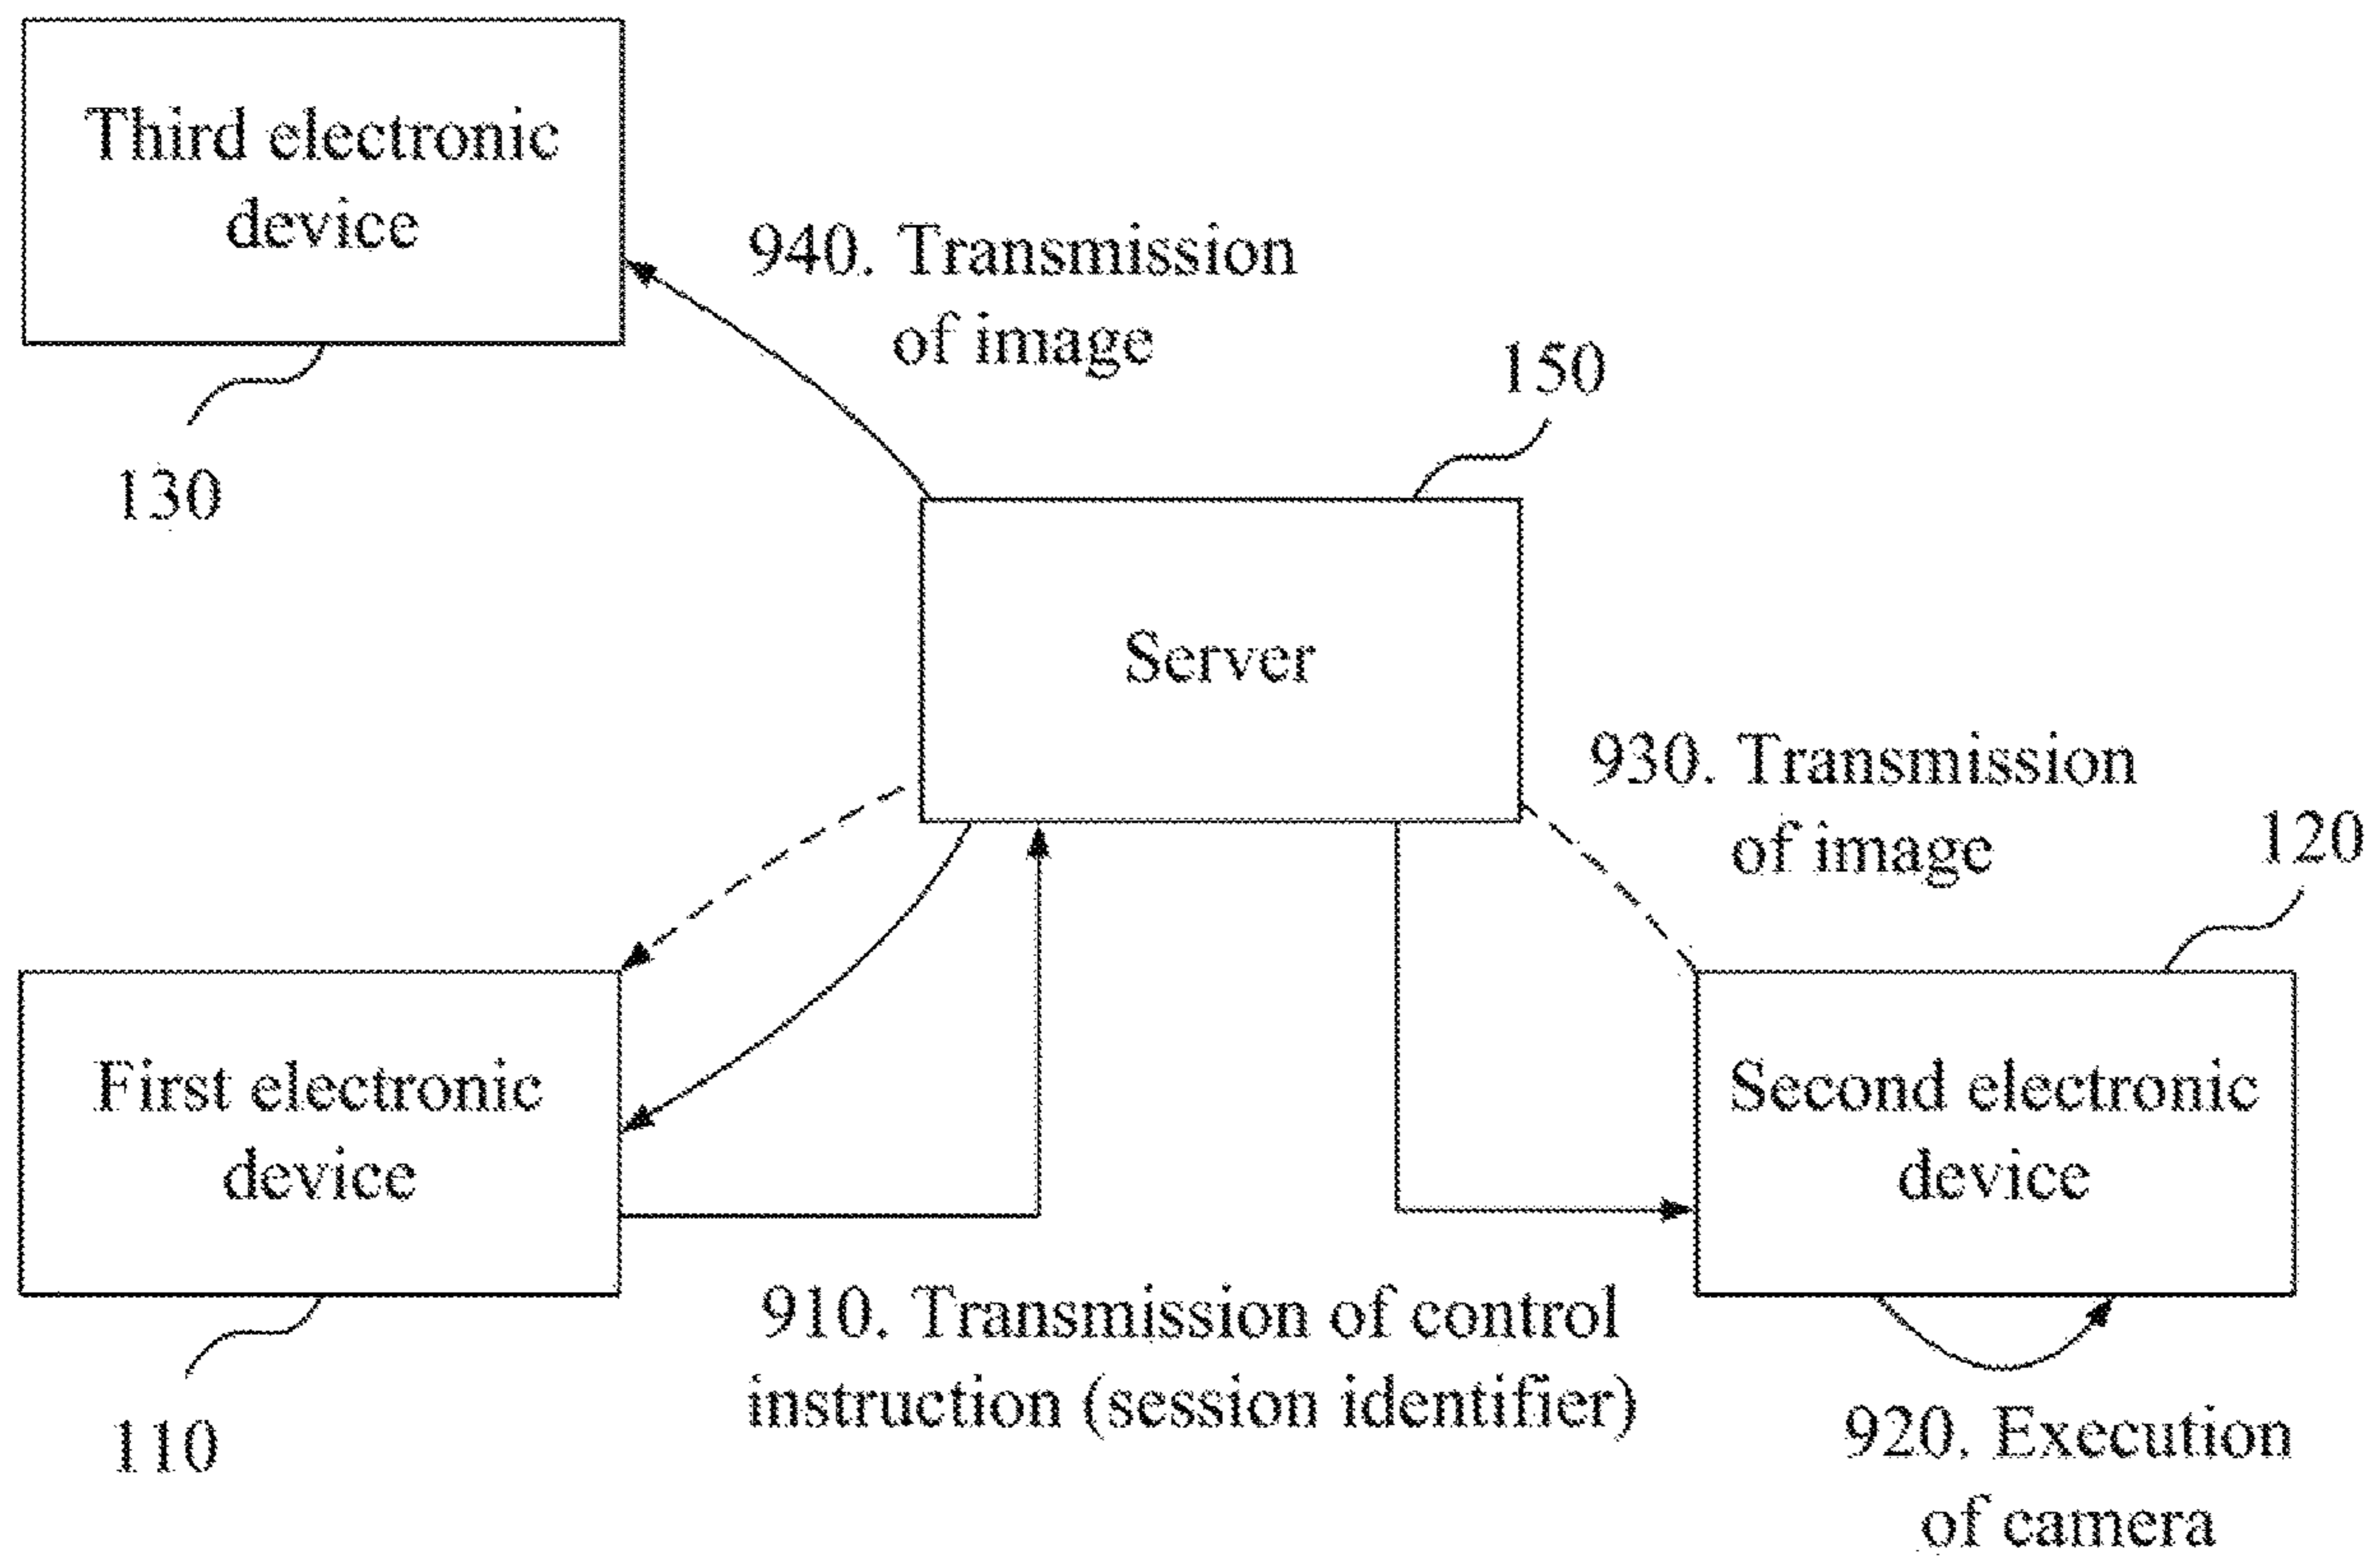 Third electronic
device
130
940. Transmission
of image
150
Server
930. Transmission
of image
120
First electronic
device
110
910. Transmission of control
instruction (session identifier)
Second electronic
device
920. Execution
of camera